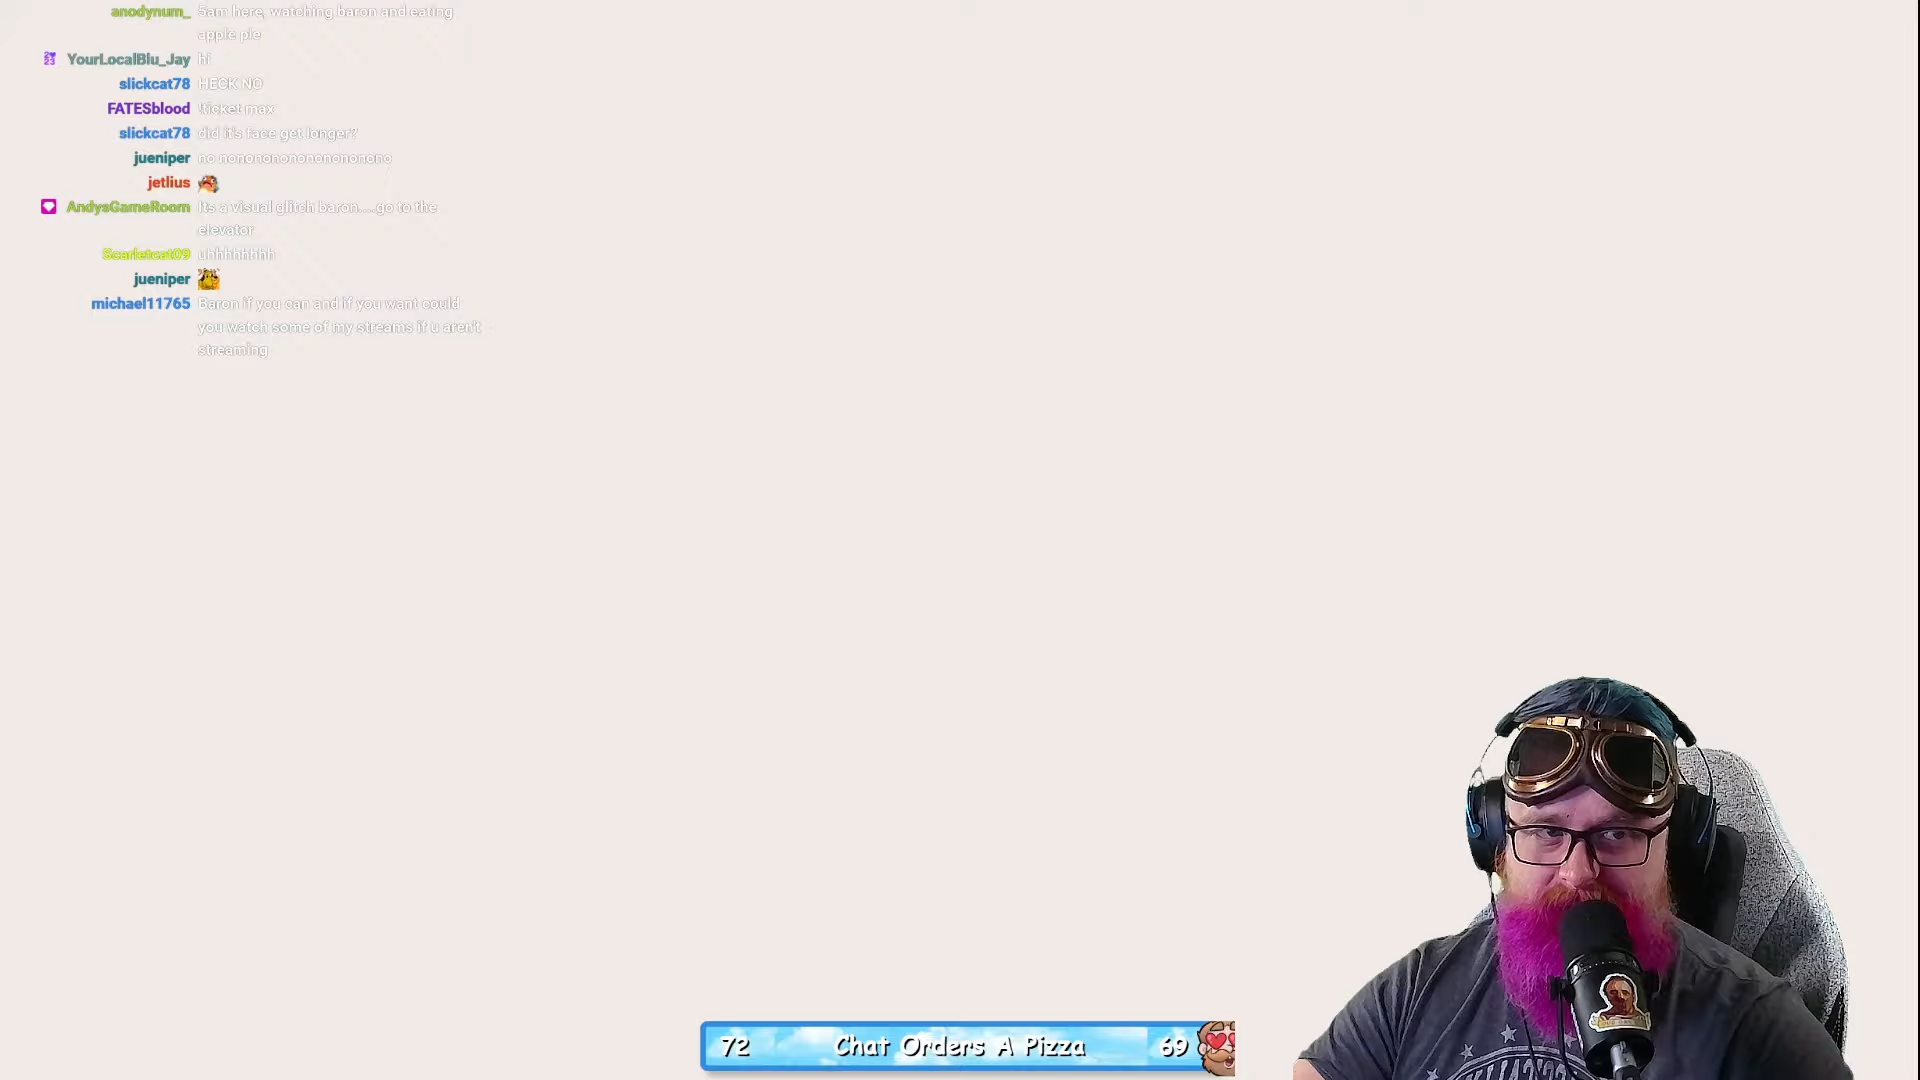 anodynum_ 5am here, watching baron and eating
apple pie
YourLocalBlu_Jay hi
slickcat78 HECK NO
FATESblood !ticket max
slickcat78 did it's face get longer?
jueniper no nononononononononono
jetlius
AndysGameRoom Its a visual glitch baron.....go to the
elevator
Scarletcat09 uhhhhhhhh
jueniper
michael11765 Baron if you can and if you want could
you watch some of my streams if u aren't
streaming
72 Chat Orders A Pizza 69